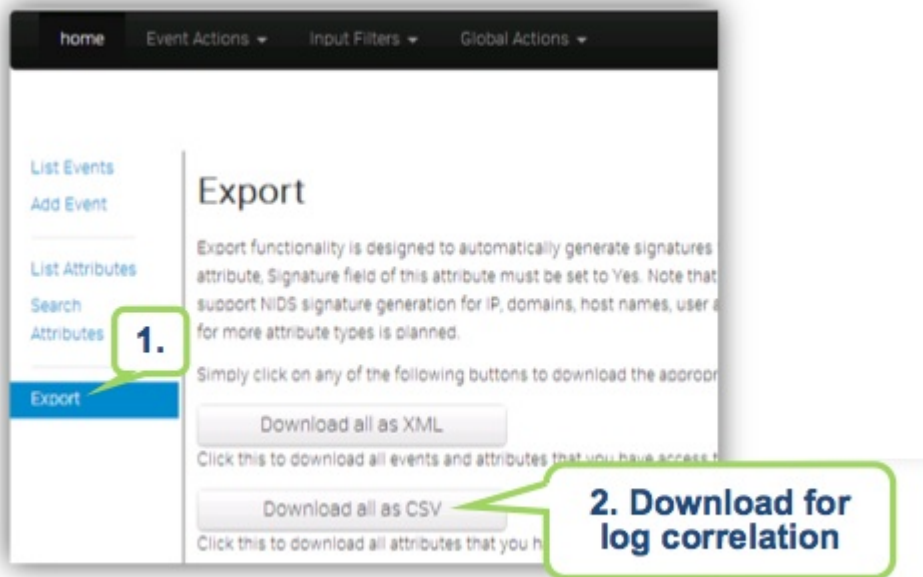 home Event Actions Input Filters Global Actions
List Events
Add Event
List Attributes
Search
Attributes
Export
1.
Export
Export functionality is designed to automatically generate signatures
attribute, Signature field of this attribute must be set to Yes. Note that
support NIDS signature generation for IP, domains, host names, user a
for more attribute types is planned.
Simply click on any of the following buttons to download the appropr
Download all as XML
Click this to download all events and attributes that you have access t
Download all as CSV
Click this to download all attributes that you h
2. Download for
log correlation